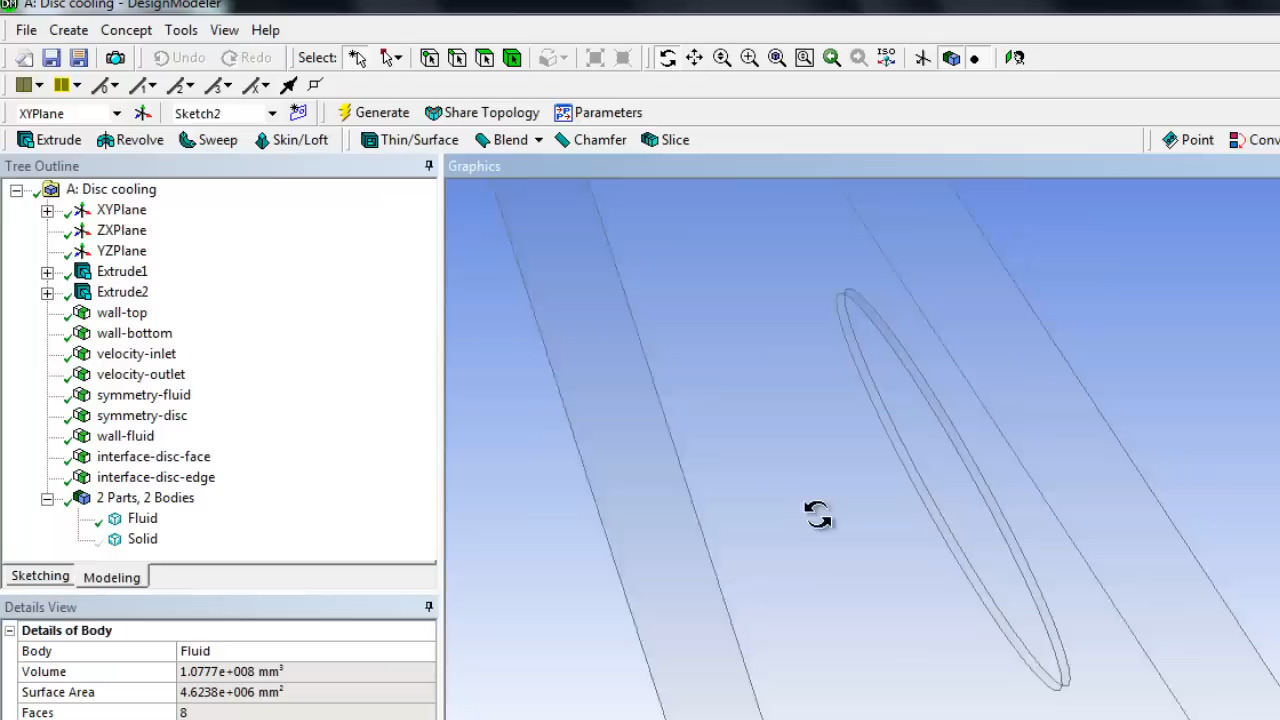 A: Disc cooling - DesignModeler
File Create Concept Tools View Help
Undo Redo Select: ISO
XYPlane Sketch2 Generate Share Topology Parameters
Extrude Revolve Sweep Skin/Loft Thin/Surface Blend Chamfer Slice Point Conv
Tree Outline
Graphics
A: Disc cooling
XYPlane
ZXPlane
YZPlane
Extrude1
Extrude2
wall-top
wall-bottom
velocity-inlet
velocity-outlet
symmetry-fluid
symmetry-disc
wall-fluid
interface-disc-face
interface-disc-edge
2 Parts, 2 Bodies
Fluid
Solid
Sketching Modeling
Details View
Details of Body
Body Fluid
Volume 1.0777e+008 mm³
Surface Area 4.6238e+006 mm²
Faces 8